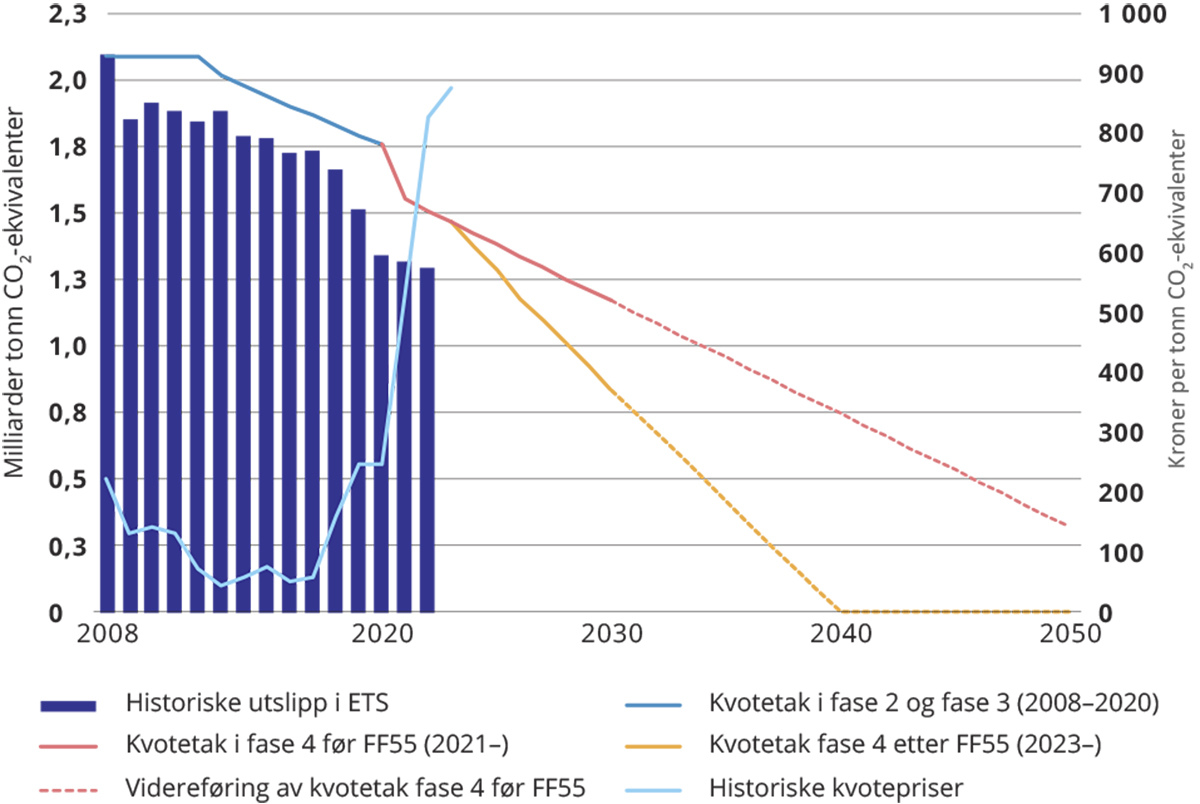 2,3
2,0
1,8
1,5
1,3
1,0
0,8
0,5
0,3
0
Milliarder tonn CO₂-ekvivalenter
1 000
900
800
700
600
500
400
300
200
100
0
Kroner per tonn CO₂-ekvivalenter
2008 2020 2030 2040 2050
Historiske utslipp i ETS
Kvotetak i fase 2 og fase 3 (2008–2020)
Kvotetak i fase 4 før FF55 (2021–)
Kvotetak fase 4 etter FF55 (2023–)
Videreføring av kvotetak fase 4 før FF55
Historiske kvotepriser